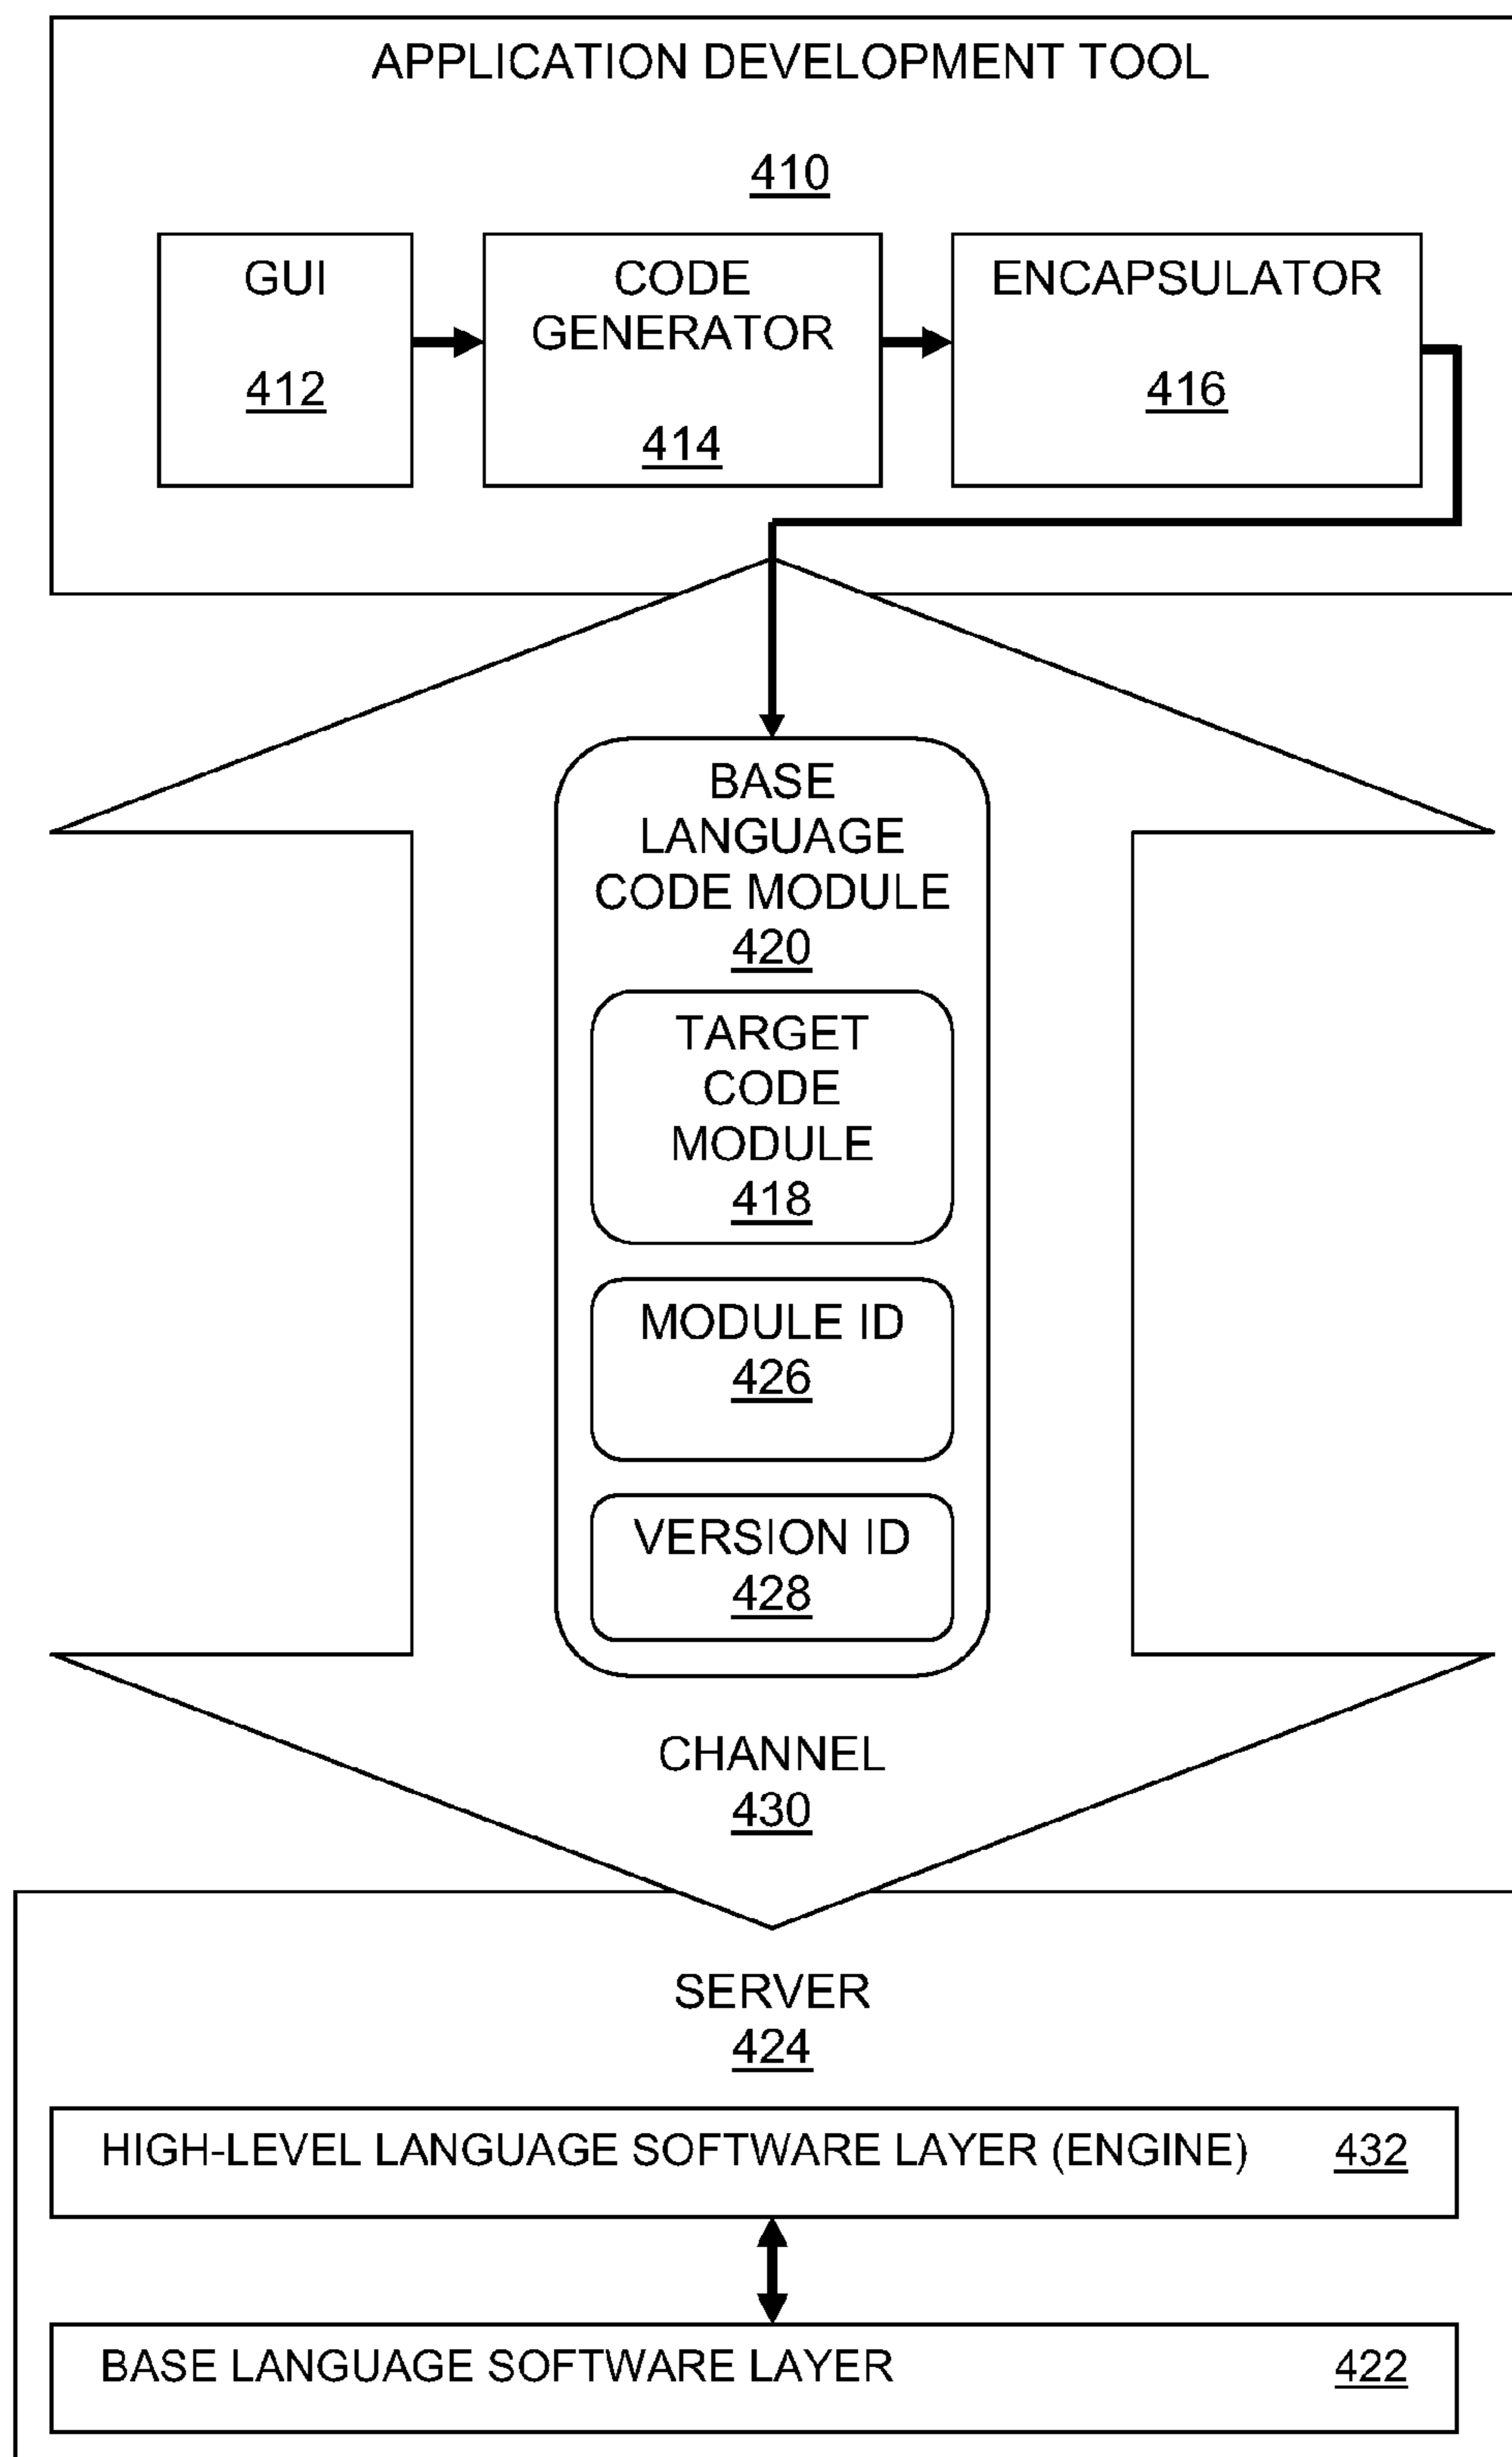 APPLICATION DEVELOPMENT TOOL
410
GUI
412
CODE
GENERATOR
414
ENCAPSULATOR
416
BASE
LANGUAGE
CODE MODULE
420
TARGET
CODE
MODULE
418
MODULE ID
426
VERSION ID
428
CHANNEL
430
SERVER
424
HIGH-LEVEL LANGUAGE SOFTWARE LAYER (ENGINE) 432
BASE LANGUAGE SOFTWARE LAYER 422